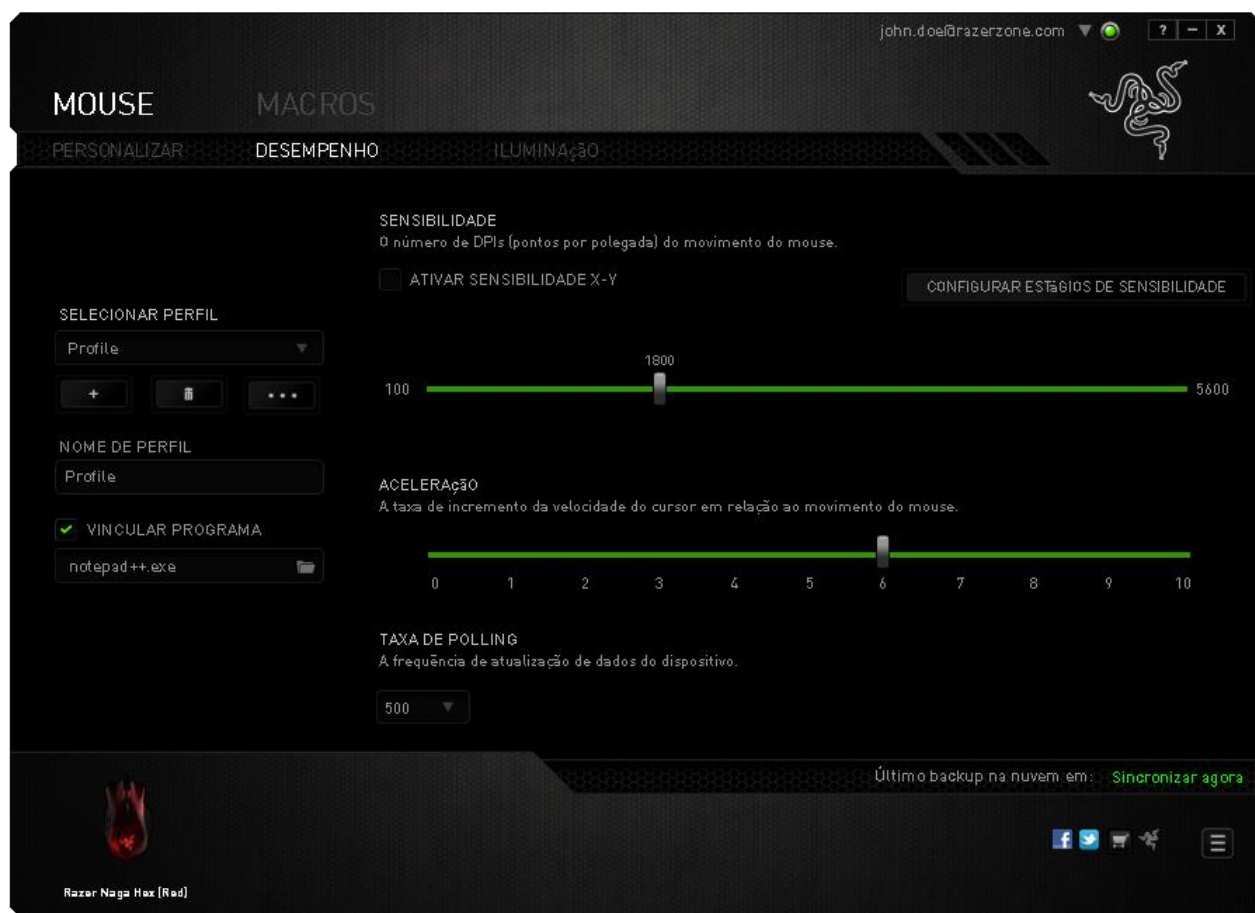 john.doe@razerzone.com
? – X
MOUSE MACROS
PERSONALIZAR DESEMPENHO ILUMINAçãO
SENSIBILIDADE
O número de DPIs (pontos por polegada) do movimento do mouse.
ATIVAR SENSIBILIDADE X-Y
CONFIGURAR ESTáGIOS DE SENSIBILIDADE
SELECIONAR PERFIL
Profile
+ ...
NOME DE PERFIL
Profile
VINCULAR PROGRAMA
notepad++.exe
1800
100 5600
ACELERAçãO
A taxa de incremento da velocidade do cursor em relação ao movimento do mouse.
0 1 2 3 4 5 6 7 8 9 10
TAXA DE POLLING
A frequência de atualização de dados do dispositivo.
500
Último backup na nuvem em: Sincronizar agora
Razer Naga Hex (Red)